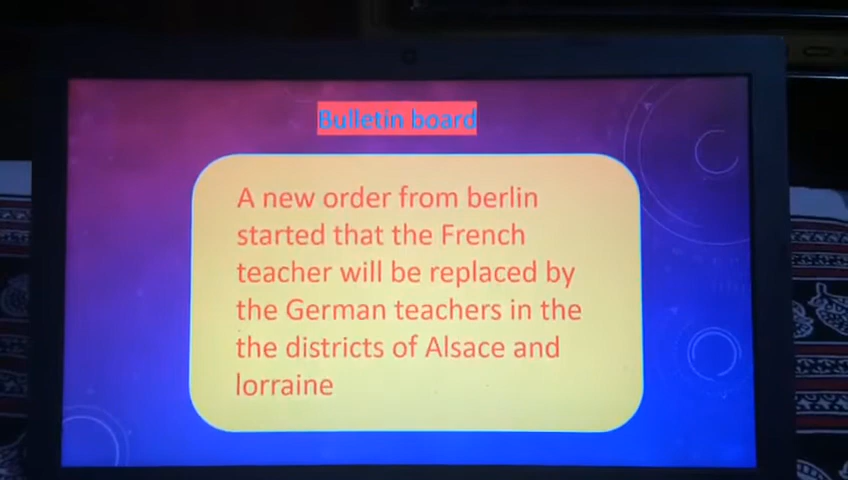 Bulletin board
A new order from berlin
started that the French
teacher will be replaced by
the German teachers in the
the districts of Alsace and
lorraine